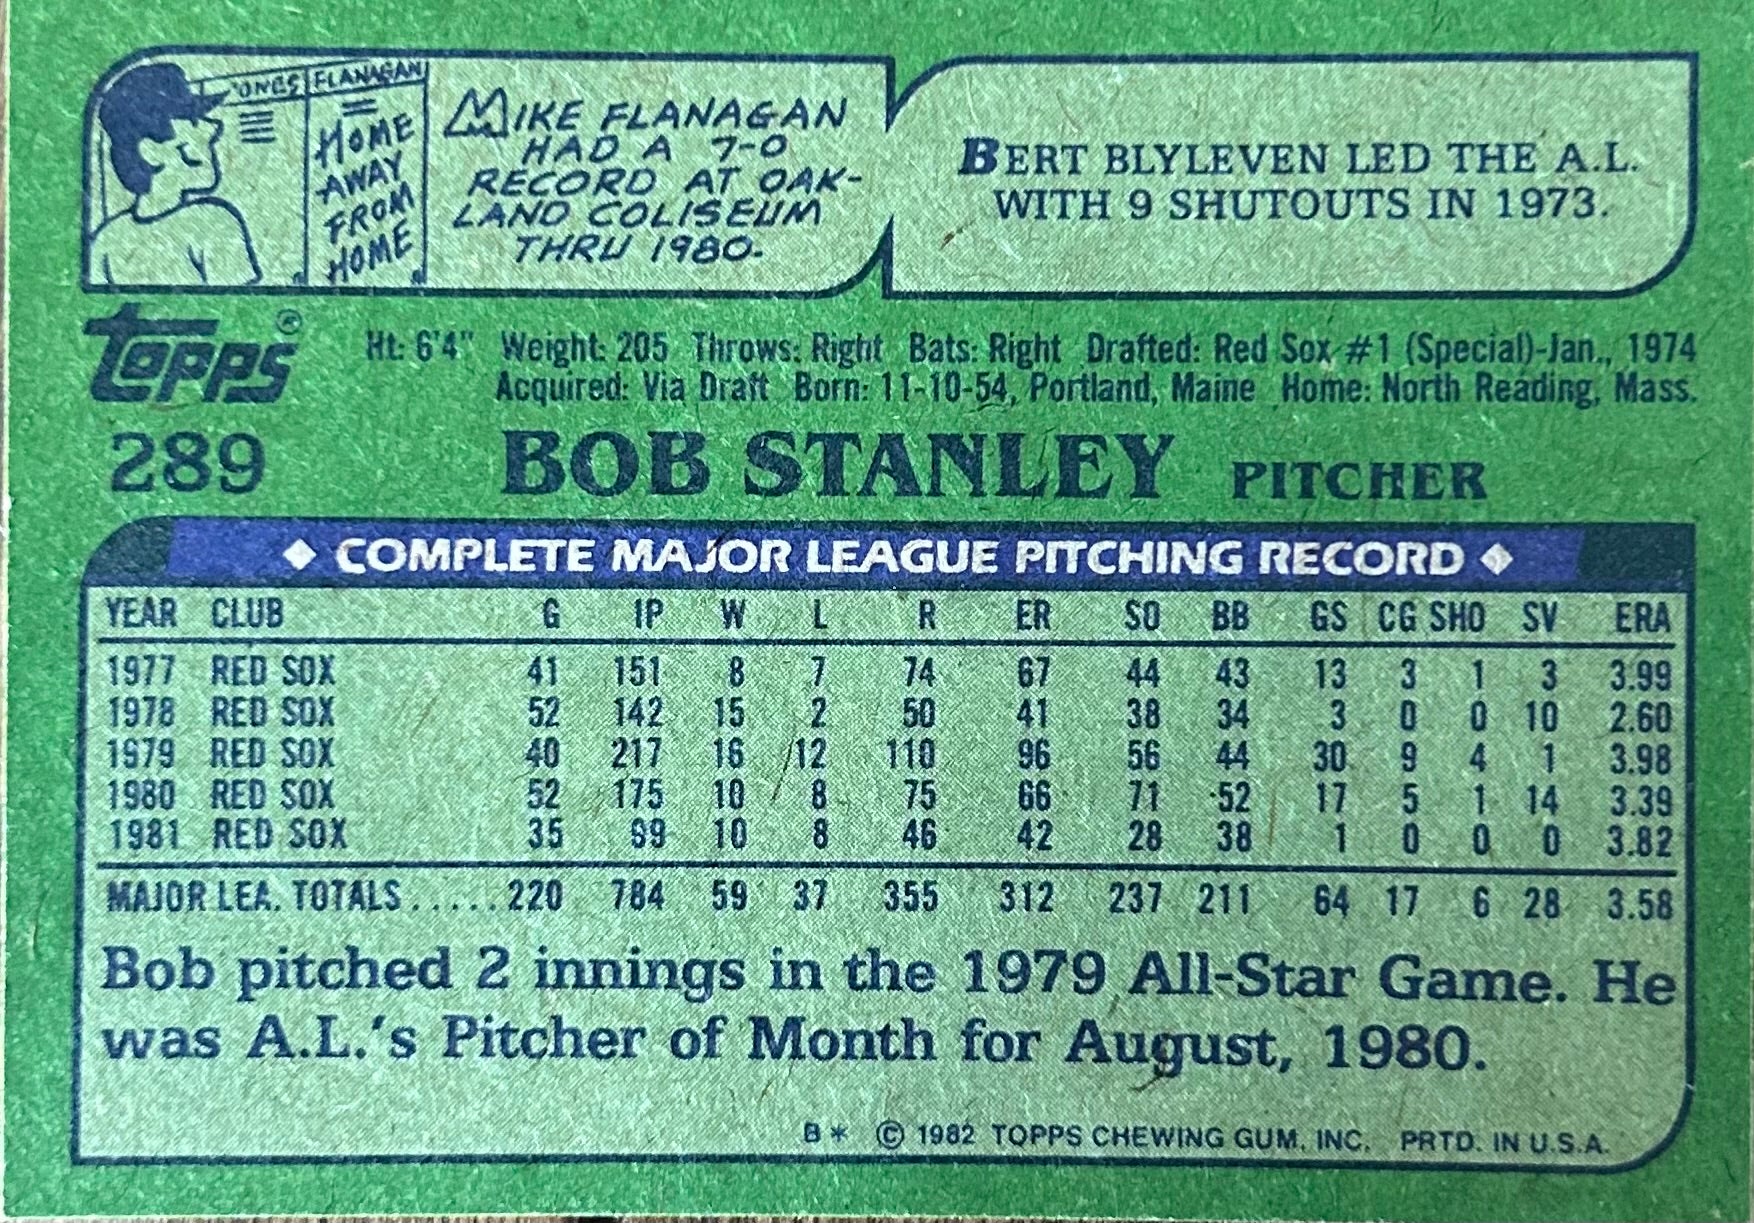 JONES FLANAGAN
HOME
AWAY
FROM
HOME
MIKE FLANAGAN
HAD A 7-0
RECORD AT OAK-
LAND COLISEUM
THRU 1980.
BERT BLYLEVEN LED THE A.L.
WITH 9 SHUTOUTS IN 1973.
Topps®
Ht: 6'4" Weight: 205 Throws: Right Bats: Right Drafted: Red Sox #1 (Special)-Jan., 1974
Acquired: Via Draft Born: 11-10-54, Portland, Maine Home: North Reading, Mass.
289 BOB STANLEY PITCHER
◆ COMPLETE MAJOR LEAGUE PITCHING RECORD ◆
YEAR CLUB G IP W L R ER SO BB GS CG SHO SV ERA
1977 RED SOX 41 151 8 7 74 67 44 43 13 3 1 3 3.99
1978 RED SOX 52 142 15 2 50 41 38 34 3 0 0 10 2.60
1979 RED SOX 40 217 16 12 110 96 56 44 30 9 4 1 3.98
1980 RED SOX 52 175 10 8 75 66 71 52 17 5 1 14 3.39
1981 RED SOX 35 99 10 8 46 42 28 38 1 0 0 0 3.82
MAJOR LEA. TOTALS.....220 784 59 37 355 312 237 211 64 17 6 28 3.58
Bob pitched 2 innings in the 1979 All-Star Game. He
was A.L.'s Pitcher of Month for August, 1980.
B* © 1982 TOPPS CHEWING GUM, INC. PRTD. IN U.S.A.